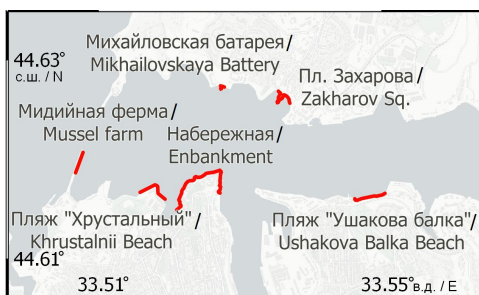 Михайловская батарея/
Mikhailovskaya Battery
44.63°
с.ш. / N
Пл. Захарова/
Zakharov Sq.
Мидийная ферма/
Mussel farm
Набережная/
Enbankment
Пляж "Хрустальный"/
Khrustalnii Beach
Пляж "Ушакова балка"/
Ushakova Balka Beach
44.61°
33.51°
33.55° в.д. / E